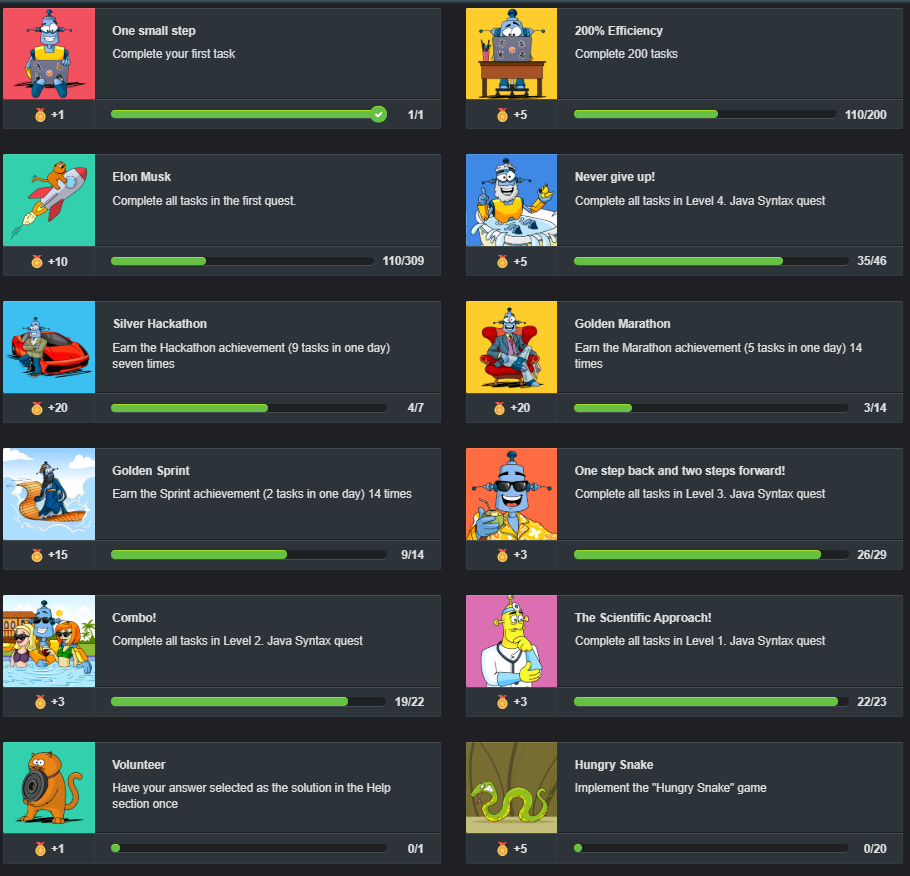 One small step
Complete your first task
+1
1/1
200% Efficiency
Complete 200 tasks
+5
110/200
Elon Musk
Complete all tasks in the first quest.
+10
110/309
Never give up!
Complete all tasks in Level 4. Java Syntax quest
+5
35/46
Silver Hackathon
Earn the Hackathon achievement (9 tasks in one day)
seven times
+20
4/7
Golden Marathon
Earn the Marathon achievement (5 tasks in one day) 14
times
+20
3/14
Golden Sprint
Earn the Sprint achievement (2 tasks in one day) 14 times
+15
9/14
One step back and two steps forward!
Complete all tasks in Level 3. Java Syntax quest
+3
26/29
Combo!
Complete all tasks in Level 2. Java Syntax quest
+3
19/22
The Scientific Approach!
Complete all tasks in Level 1. Java Syntax quest
+3
22/23
Volunteer
Have your answer selected as the solution in the Help
section once
+1
0/1
Hungry Snake
Implement the "Hungry Snake" game
+5
0/20